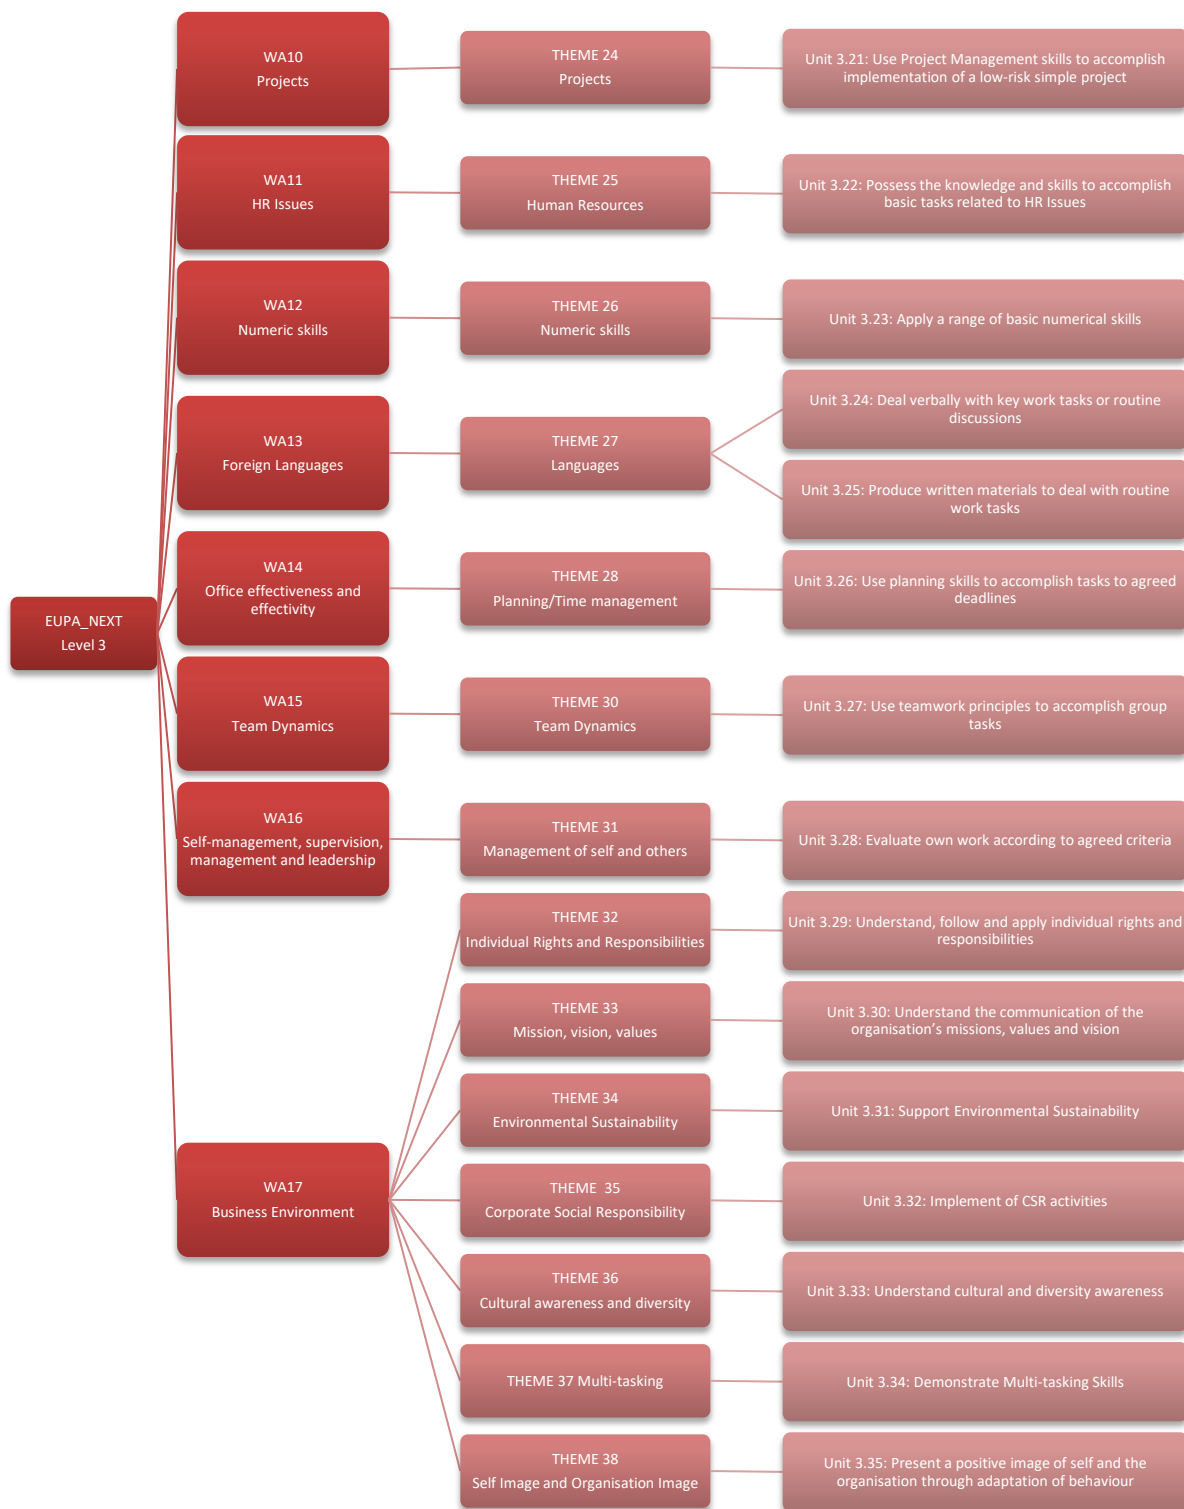 WA10
Projects
THEME 24
Projects
Unit 3.21: Use Project Management skills to accomplish
implementation of a low-risk simple project
WA11
HR Issues
THEME 25
Human Resources
Unit 3.22: Possess the knowledge and skills to accomplish
basic tasks related to HR Issues
WA12
Numeric skills
THEME 26
Numeric skills
Unit 3.23: Apply a range of basic numerical skills
WA13
Foreign Languages
THEME 27
Languages
Unit 3.24: Deal verbally with key work tasks or routine
discussions
Unit 3.25: Produce written materials to deal with routine
work tasks
EUPA_NEXT
Level 3
WA14
Office effectiveness and
effectivity
THEME 28
Planning/Time management
Unit 3.26: Use planning skills to accomplish tasks to agreed
deadlines
WA15
Team Dynamics
THEME 30
Team Dynamics
Unit 3.27: Use teamwork principles to accomplish group
tasks
WA16
Self-management, supervision,
management and leadership
THEME 31
Management of self and others
Unit 3.28: Evaluate own work according to agreed criteria
WA17
Business Environment
THEME 32
Individual Rights and Responsibilities
Unit 3.29: Understand, follow and apply individual rights and
responsibilities
THEME 33
Mission, vision, values
Unit 3.30: Understand the communication of the
organisation’s missions, values and vision
THEME 34
Environmental Sustainability
Unit 3.31: Support Environmental Sustainability
THEME  35
Corporate Social Responsibility
Unit 3.32: Implement of CSR activities
THEME 36
Cultural awareness and diversity
Unit 3.33: Understand cultural and diversity awareness
THEME 37 Multi-tasking
Unit 3.34: Demonstrate Multi-tasking Skills
THEME 38
Self Image and Organisation Image
Unit 3.35: Present a positive image of self and the
organisation through adaptation of behaviour